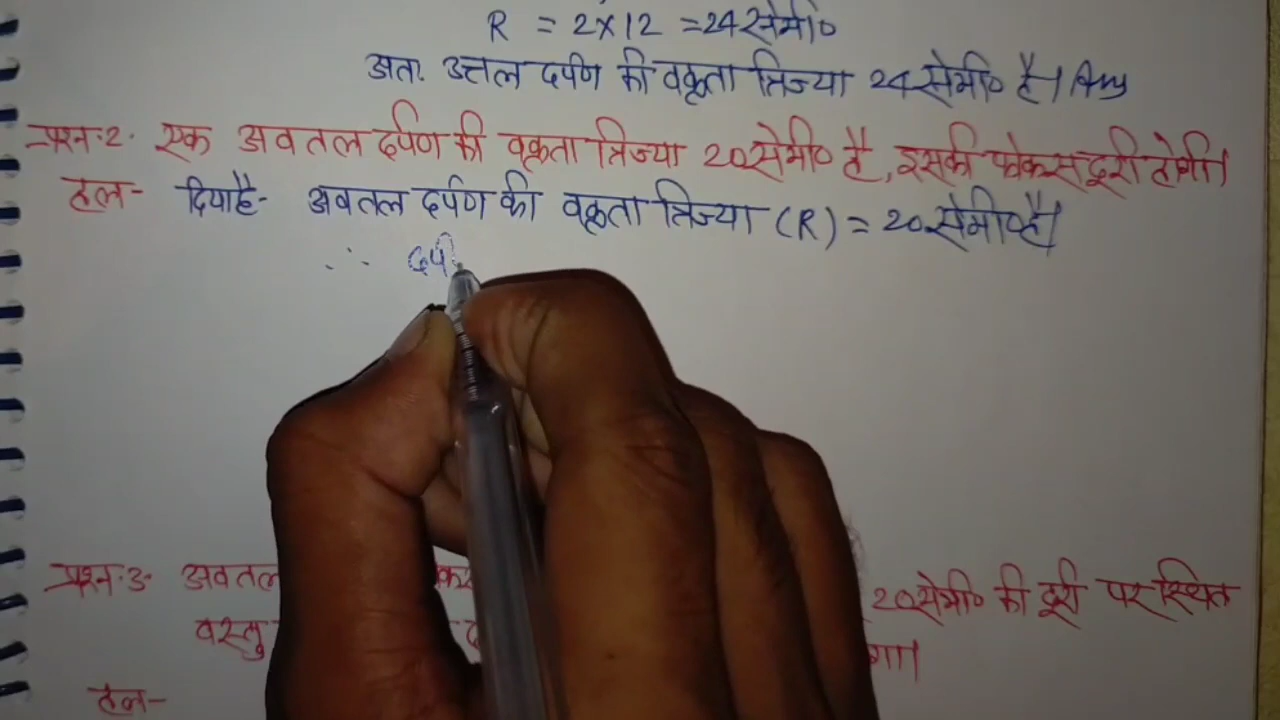 R = 2×12 = 24 सेमी०
अतः उत्तल दर्पण की वक्रता त्रिज्या 24 सेमी० है। Ans
प्रश्न:2. एक अवतल दर्पण की वक्रता त्रिज्या 20 सेमी० है, इसकी फोकस दूरी होगी।
हल- दिया है- अवतल दर्पण की वक्रता त्रिज्या (R) = 20 सेमी० है।
∴ दर्प
प्रश्न:3. अवतल 20 सेमी० की दूरी पर स्थित
वस्तु
हल-